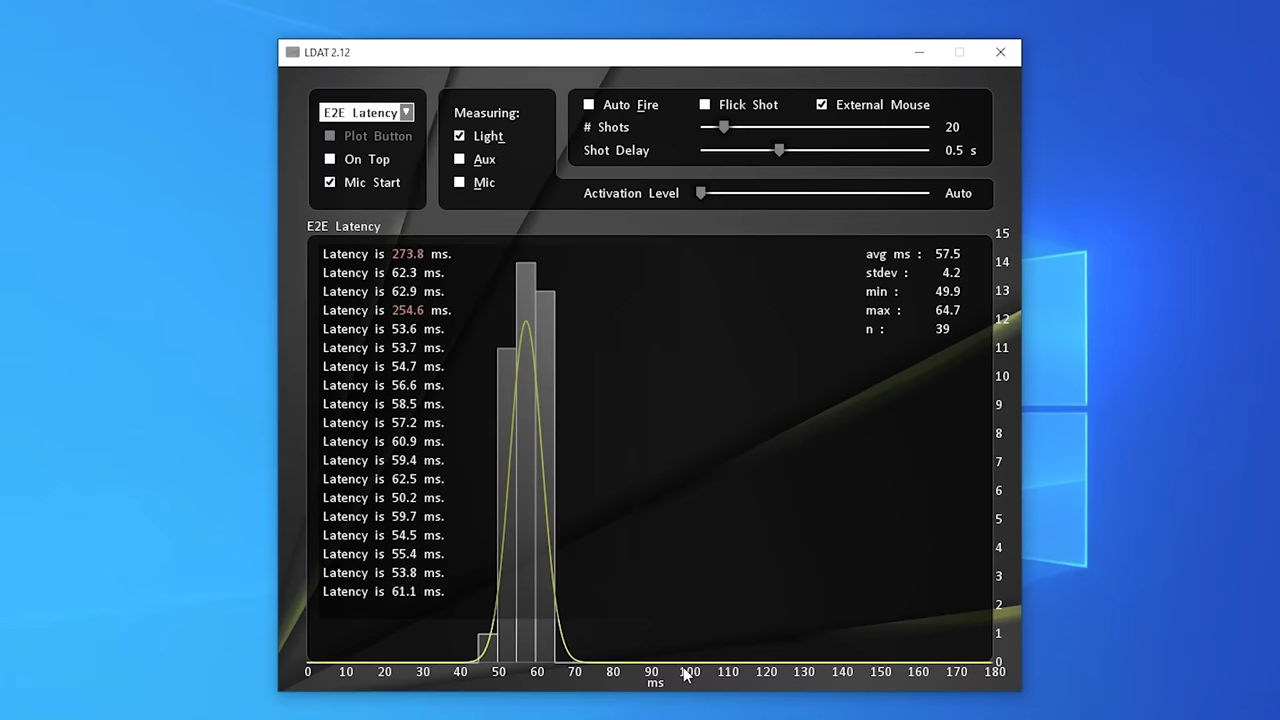 LDAT 2.12
E2E Latency
Plot Button
On Top
Mic Start
Measuring:
Light
Aux
Mic
Auto Fire Flick Shot External Mouse
# Shots 20
Shot Delay 0.5 s
Activation Level Auto
E2E Latency
Latency is 273.8 ms.
Latency is 62.3 ms.
Latency is 62.9 ms.
Latency is 254.6 ms.
Latency is 53.6 ms.
Latency is 53.7 ms.
Latency is 54.7 ms.
Latency is 56.6 ms.
Latency is 58.5 ms.
Latency is 57.2 ms.
Latency is 60.9 ms.
Latency is 59.4 ms.
Latency is 62.5 ms.
Latency is 50.2 ms.
Latency is 59.7 ms.
Latency is 54.5 ms.
Latency is 55.4 ms.
Latency is 53.8 ms.
Latency is 61.1 ms.
avg ms : 57.5
stdev : 4.2
min : 49.9
max : 64.7
n : 39
15
14
13
12
11
10
9
8
7
6
5
4
3
2
1
0
0 10 20 30 40 50 60 70 80 90 100 110 120 130 140 150 160 170 180
ms